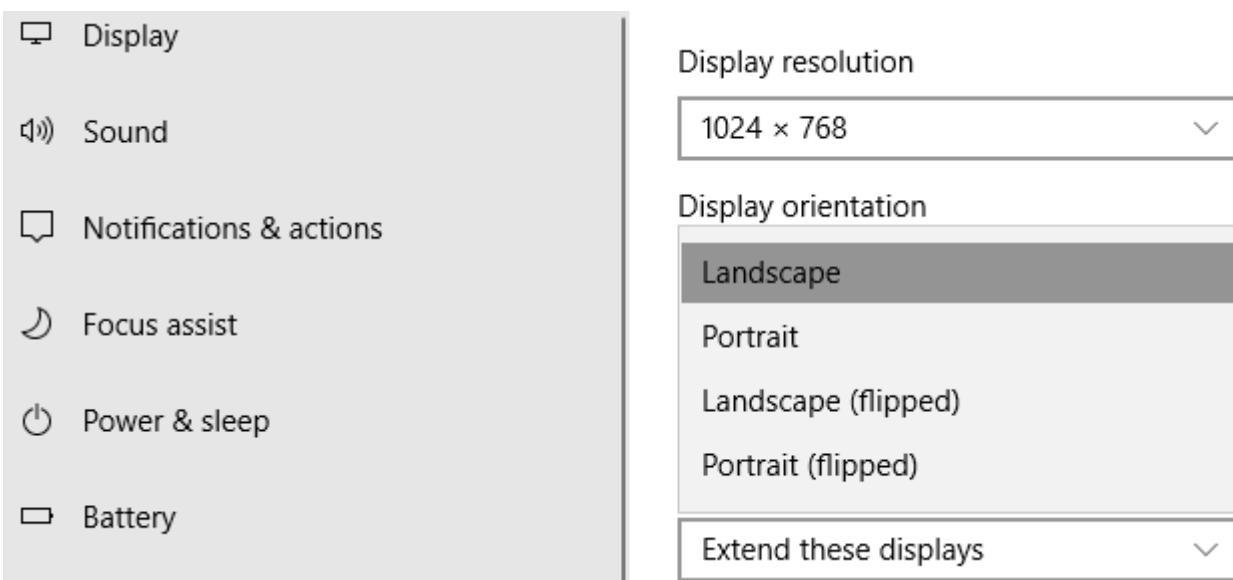 Display
Sound
Notifications & actions
Focus assist
Power & sleep
Battery
Display resolution
1024 × 768
Display orientation
Landscape
Portrait
Landscape (flipped)
Portrait (flipped)
Extend these displays